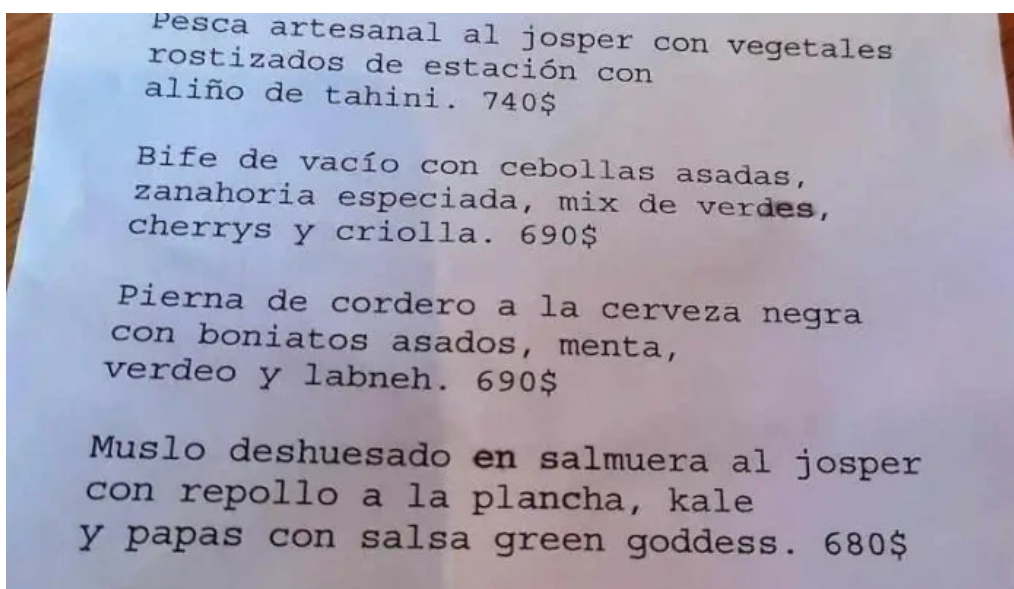 Pesca artesanal al josper con vegetales
rostizados de estación con
aliño de tahini. 740$
Bife de vacío con cebollas asadas,
zanahoria especiada, mix de verdes,
cherrys y criolla. 690$
Pierna de cordero a la cerveza negra
con boniatos asados, menta,
verdeo y labneh. 690$
Muslo deshuesado en salmuera al josper
con repollo a la plancha, kale
y papas con salsa green goddess. 680$